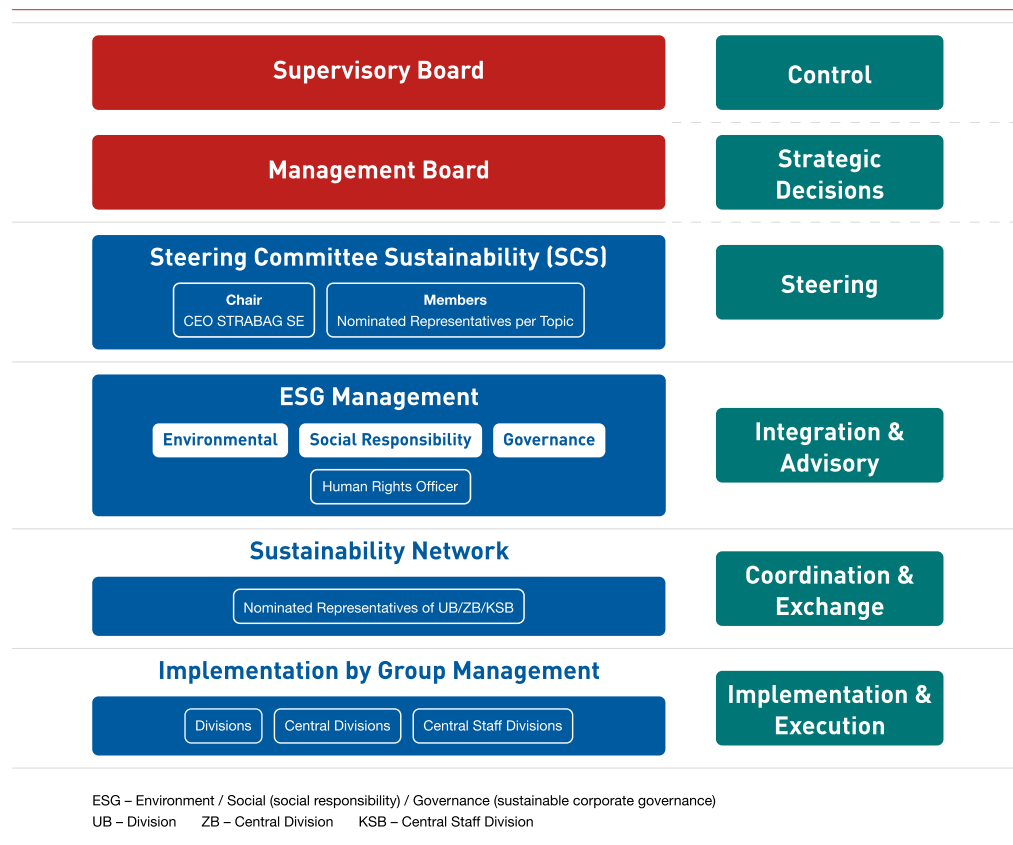 Supervisory Board
Control
Management Board
Strategic
Decisions
Steering Committee Sustainability (SCS)
Chair
CEO STRABAG SE
Members
Nominated Representatives per Topic
Steering
ESG Management
Environmental
Social Responsibility
Governance
Human Rights Officer
Integration &
Advisory
Sustainability Network
Nominated Representatives of UB/ZB/KSB
Coordination &
Exchange
Implementation by Group Management
Divisions
Central Divisions
Central Staff Divisions
Implementation &
Execution
ESG – Environment / Social (social responsibility) / Governance (sustainable corporate governance)
UB – Division ZB – Central Division KSB – Central Staff Division